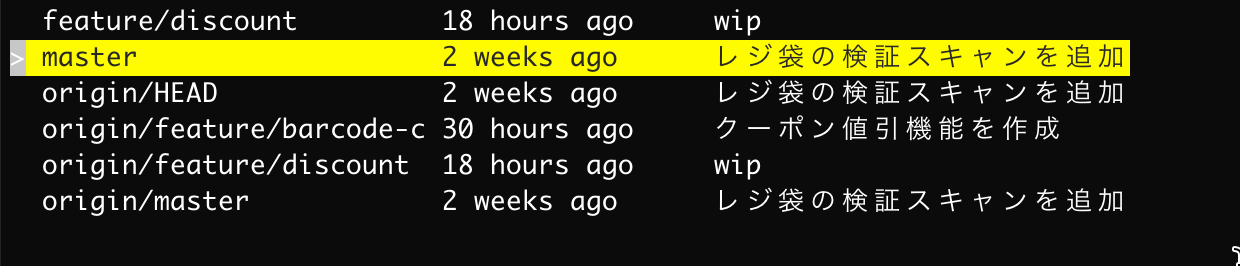 feature/discount 18 hours ago wip
> master 2 weeks ago レジ袋の検証スキャンを追加
origin/HEAD 2 weeks ago レジ袋の検証スキャンを追加
origin/feature/barcode-c 30 hours ago クーポン値引機能を作成
origin/feature/discount 18 hours ago wip
origin/master 2 weeks ago レジ袋の検証スキャンを追加